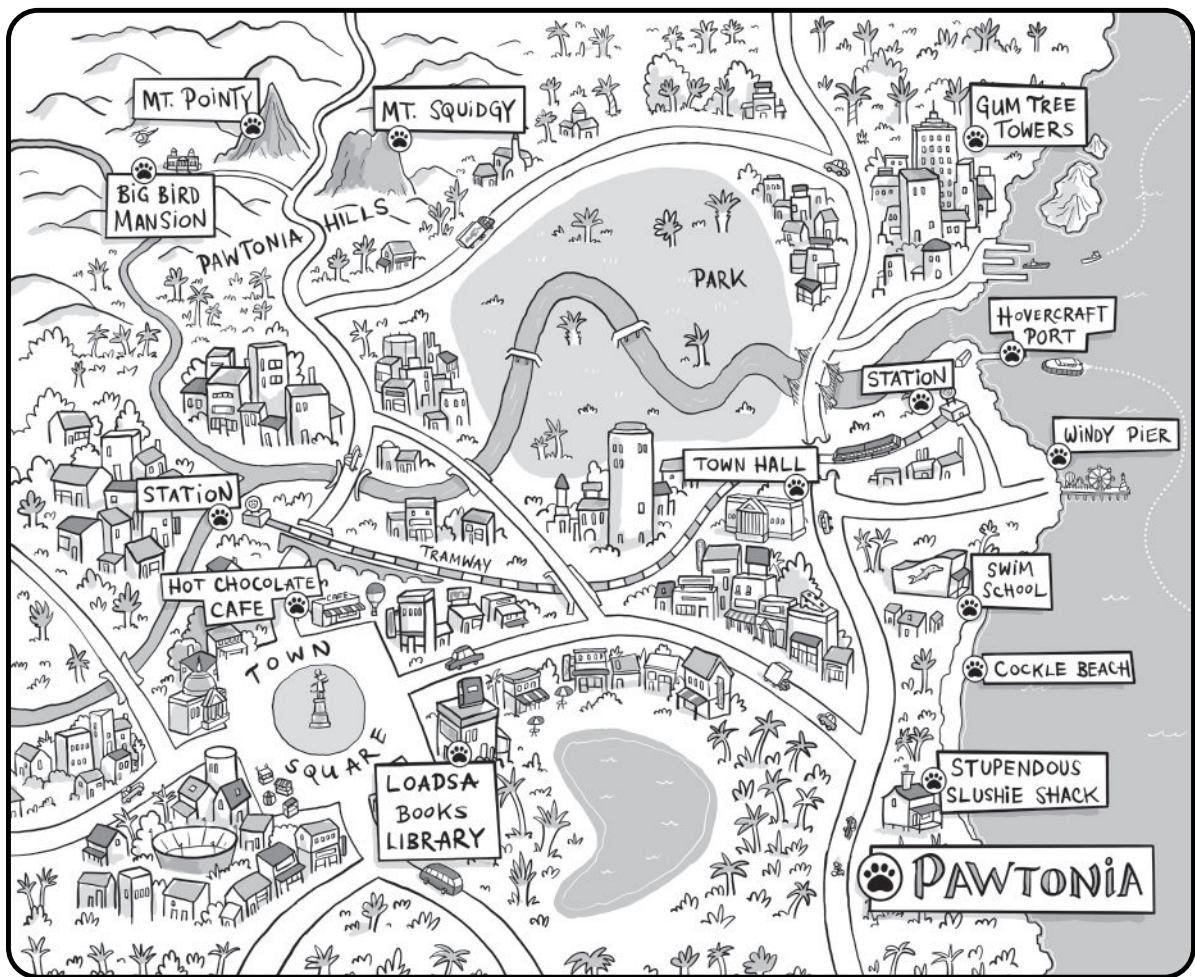 MT. POINTY
MT. SQUIDGY
GUM TREE
TOWERS
BIG BIRD
MANSION
PAWTONIA HILLS
PARK
HOVERCRAFT
PORT
STATION
WINDY PIER
TOWN HALL
STATION
TRAMWAY
HOT CHOCOLATE
CAFE
CAFE
SWIM
SCHOOL
TOWN
SQUARE
COCKLE BEACH
LOADSA
BOOKS
LIBRARY
STUPENDOUS
SLUSHIE SHACK
PAWTONIA